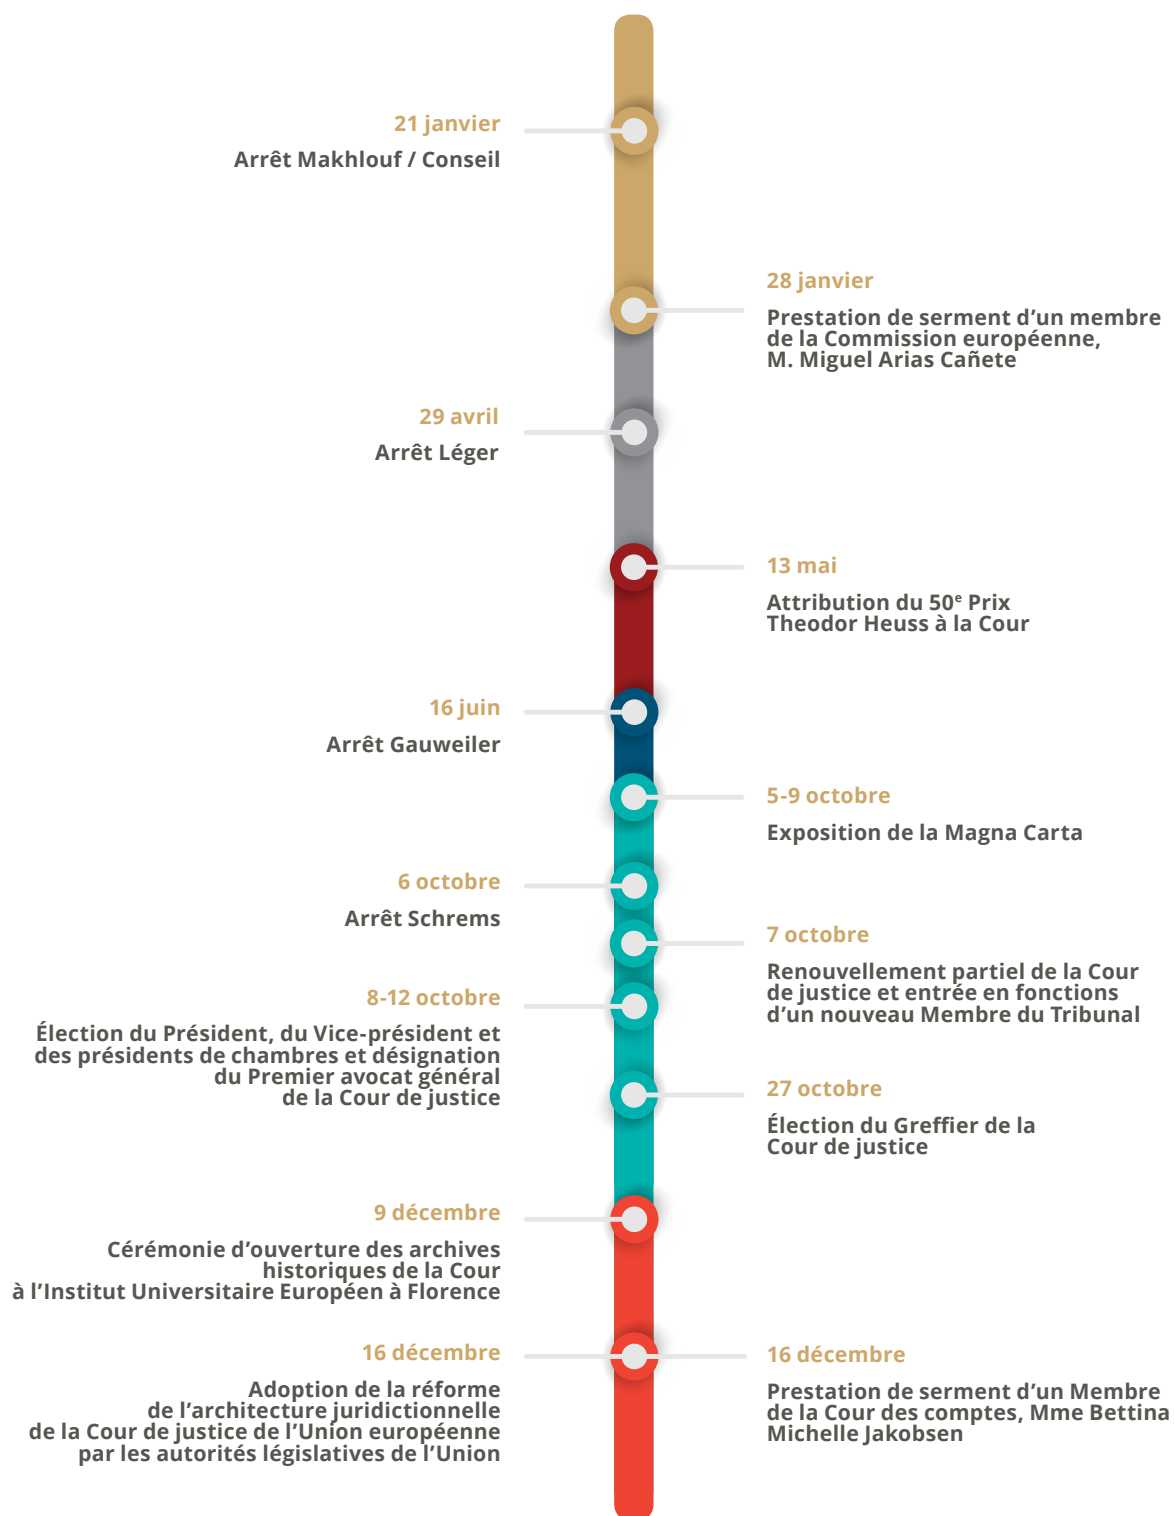 21 janvier
Arrêt Makhlouf / Conseil
28 janvier
Prestation de serment d’un membre
de la Commission européenne,
M. Miguel Arias Cañete
29 avril
Arrêt Léger
13 mai
Attribution du 50e Prix
Theodor Heuss à la Cour
16 juin
Arrêt Gauweiler
5-9 octobre
Exposition de la Magna Carta
6 octobre
Arrêt Schrems
7 octobre
Renouvellement partiel de la Cour
de justice et entrée en fonctions
d’un nouveau Membre du Tribunal
8-12 octobre
Élection du Président, du Vice-président et
des présidents de chambres et désignation
du Premier avocat général
de la Cour de justice
27 octobre
Élection du Greffier de la
Cour de justice
9 décembre
Cérémonie d’ouverture des archives
historiques de la Cour
à l’Institut Universitaire Européen à Florence
16 décembre
Adoption de la réforme
de l’architecture juridictionnelle
de la Cour de justice de l’Union européenne
par les autorités législatives de l’Union
16 décembre
Prestation de serment d’un Membre
de la Cour des comptes, Mme Bettina
Michelle Jakobsen